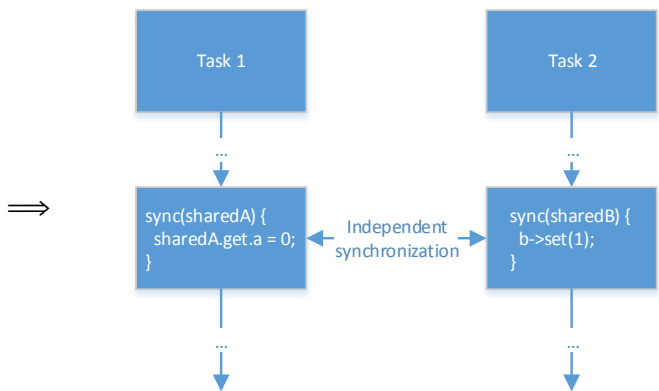 Task 1
Task 2
...
...
⟹
sync(sharedA) {
  sharedA.get.a = 0;
}
Independent
synchronization
sync(sharedB) {
  b->set(1);
}
...
...